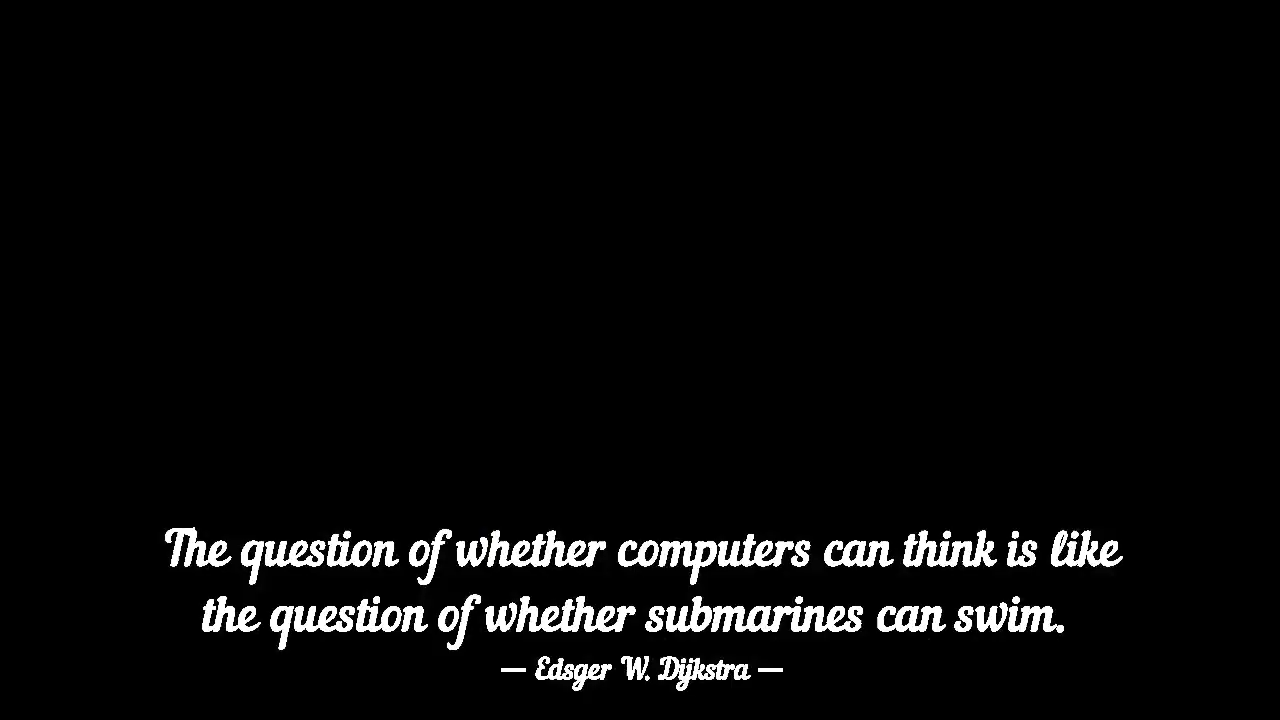 The question of whether computers can think is like
the question of whether submarines can swim.
— Edsger W. Dijkstra —